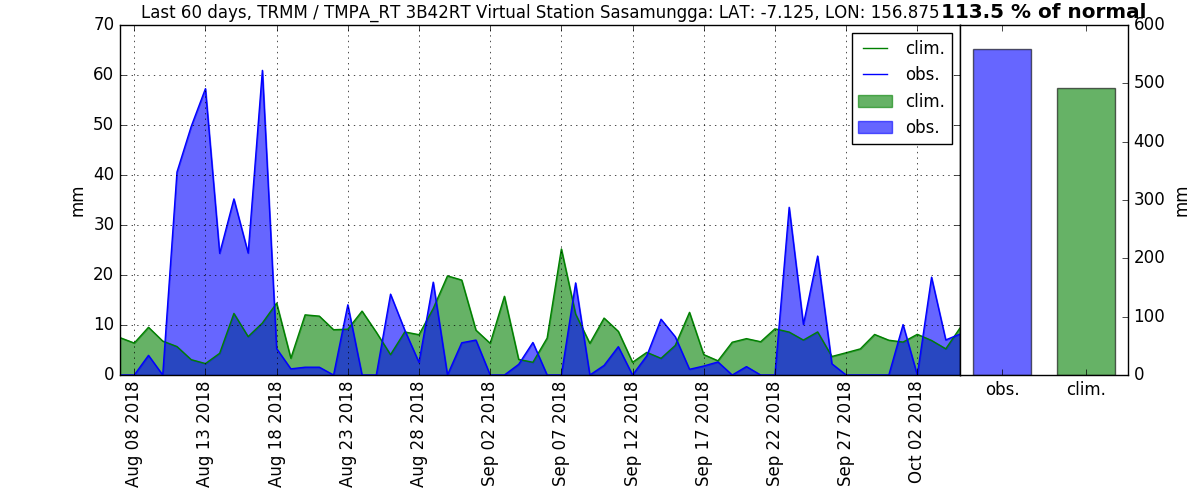 Last 60 days, TRMM / TMPA_RT 3B42RT Virtual Station Sasamungga: LAT: -7.125, LON: 156.875
113.5 % of normal
70
60
50
40
30
20
10
0
mm
clim.
obs.
clim.
obs.
Aug 08 2018
Aug 13 2018
Aug 18 2018
Aug 23 2018
Aug 28 2018
Sep 02 2018
Sep 07 2018
Sep 12 2018
Sep 17 2018
Sep 22 2018
Sep 27 2018
Oct 02 2018
600
500
400
300
200
100
0
mm
obs.
clim.